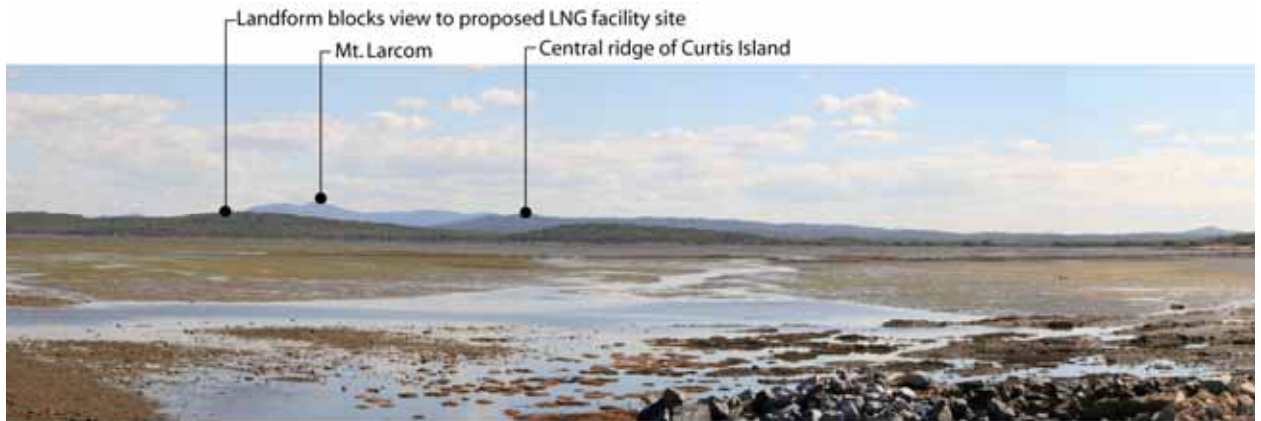 Landform blocks view to proposed LNG facility site
Mt. Larcom
Central ridge of Curtis Island